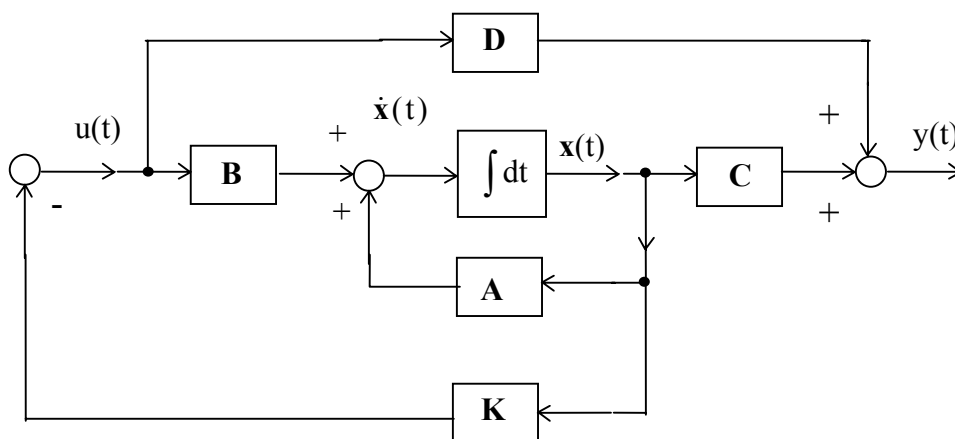 D
ẋ(t)
u(t) + x(t) + y(t)
B ∫ dt C
- + +
A
K